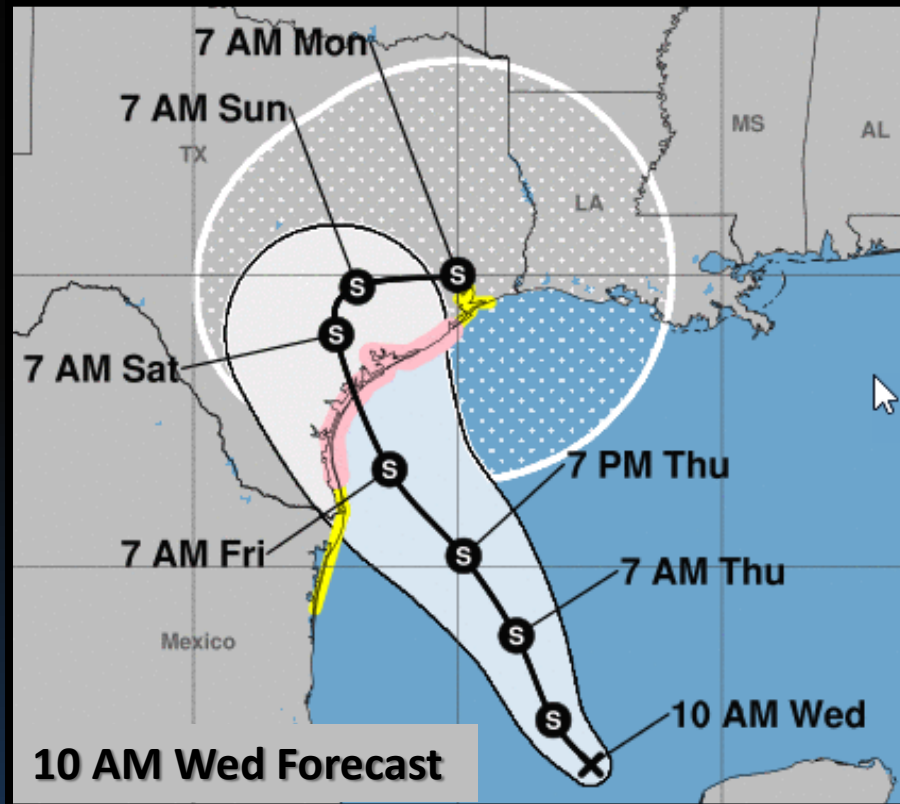 7 AM Mon
7 AM Sun
TX
MS
AL
LA
S
S
S
7 AM Sat
S
7 PM Thu
7 AM Fri
S
7 AM Thu
S
Mexico
S
10 AM Wed
10 AM Wed Forecast